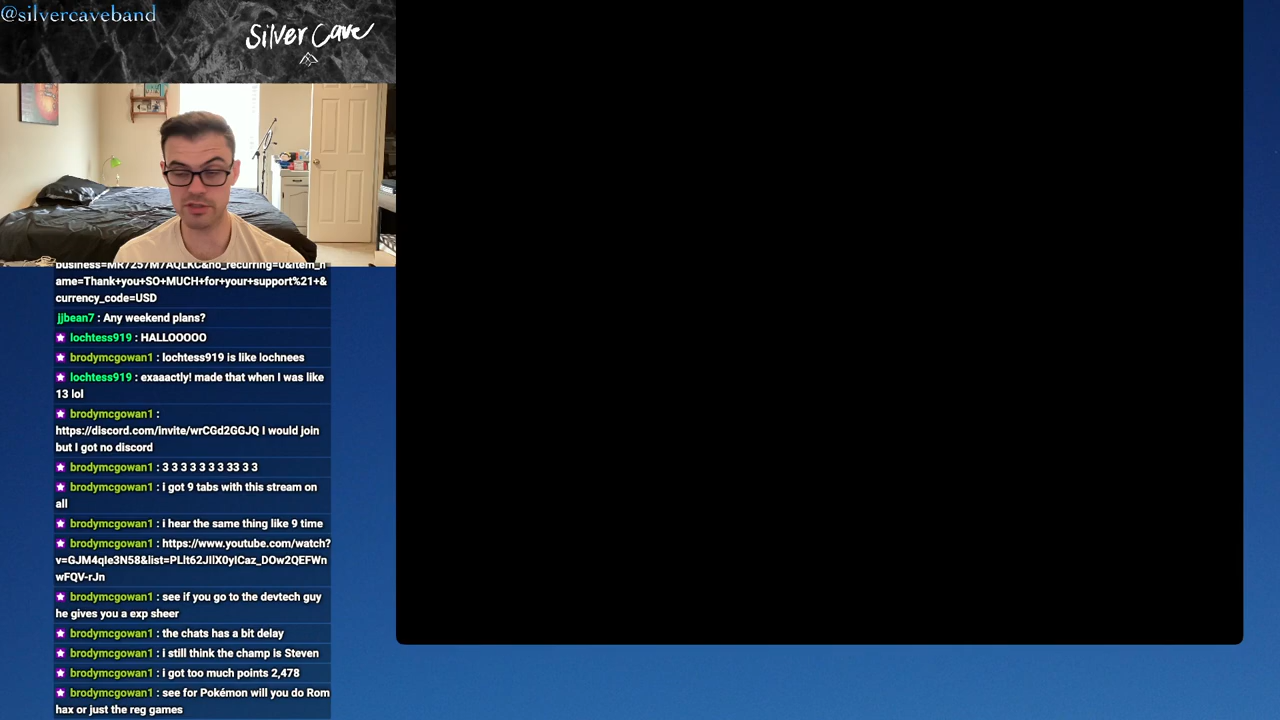 @silvercaveband
Silver Cave
business=MR7257M7AQLKC&no_recurring=0&item_n
ame=Thank+you+SO+MUCH+for+your+support%21+&
currency_code=USD
jjbean7 : Any weekend plans?
lochtess919 : HALLOOOOO
brodymcgowan1 : lochtess919 is like lochnees
lochtess919 : exaaactly! made that when I was like
13 lol
brodymcgowan1 :
https://discord.com/invite/wrCGd2GGJQ I would join
but I got no discord
brodymcgowan1 : 3 3 3 3 3 3 3 33 3 3
brodymcgowan1 : i got 9 tabs with this stream on
all
brodymcgowan1 : i hear the same thing like 9 time
brodymcgowan1 : https://www.youtube.com/watch?
v=GJM4qIe3N58&list=PLIt62JIlX0yICaz_DOw2QEFWn
wFQV-rJn
brodymcgowan1 : see if you go to the devtech guy
he gives you a exp sheer
brodymcgowan1 : the chats has a bit delay
brodymcgowan1 : i still think the champ is Steven
brodymcgowan1 : i got too much points 2,478
brodymcgowan1 : see for Pokémon will you do Rom
hax or just the reg games